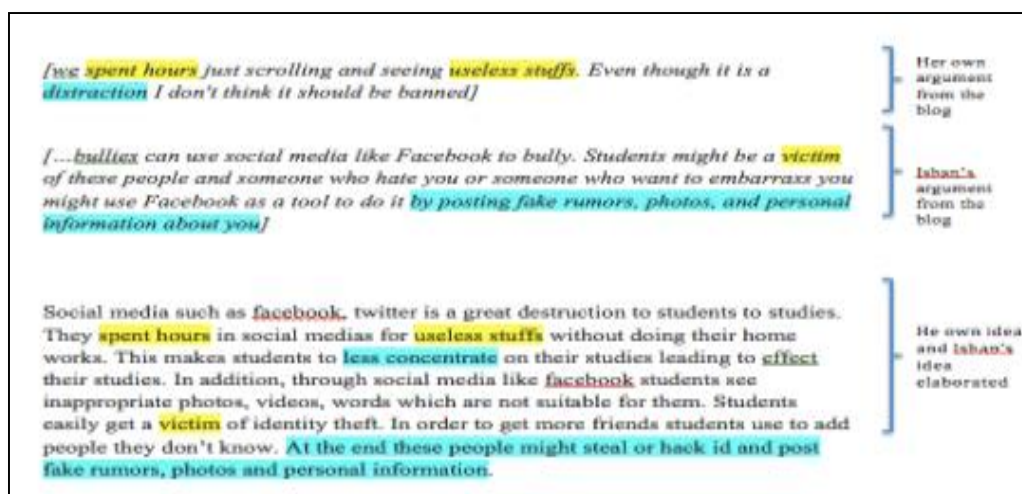 [we spent hours just scrolling and seeing useless stuffs. Even though it is a
distraction I don't think it should be banned]
Her own
argument
from the
blog
[...bullies can use social media like Facebook to bully. Students might be a victim
of these people and someone who hate you or someone who want to embarrass you
might use Facebook as a tool to do it by posting fake rumors, photos, and personal
information about you]
Ishan's
argument
from the
blog
Social media such as facebook, twitter is a great destruction to students to studies.
They spent hours in social medias for useless stuffs without doing their home
works. This makes students to less concentrate on their studies leading to effect
their studies. In addition, through social media like facebook students see
inappropriate photos, videos, words which are not suitable for them. Students
easily get a victim of identity theft. In order to get more friends students use to add
people they don't know. At the end these people might steal or hack id and post
fake rumors, photos and personal information.
He own idea
and Ishan's
idea
elaborated